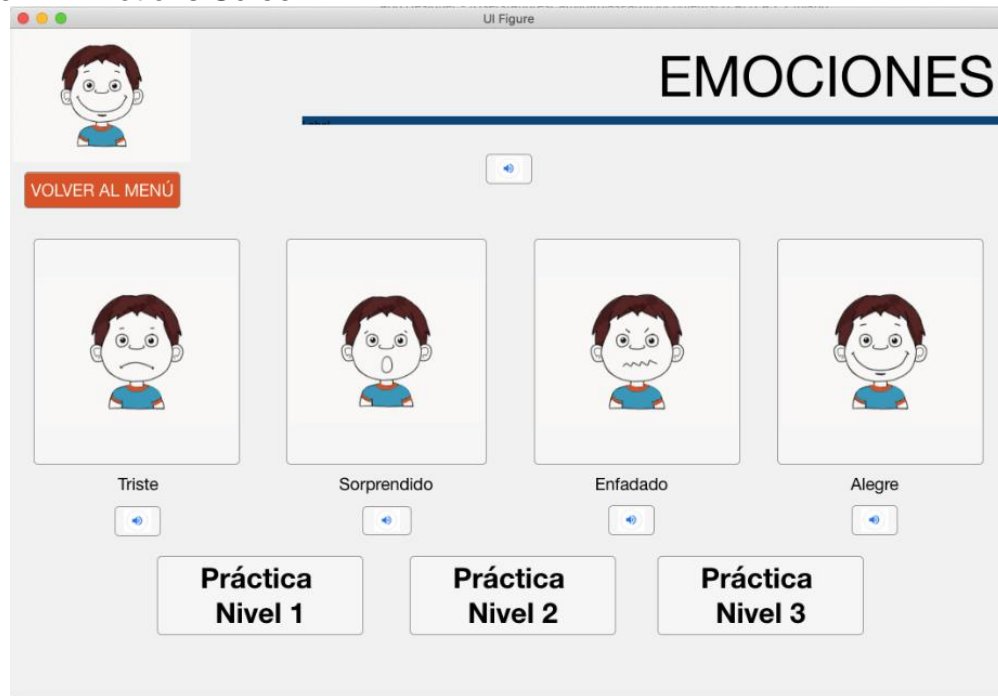 UI Figure
EMOCIONES
Label
VOLVER AL MENÚ
Triste
Sorprendido
Enfadado
Alegre
Práctica
Nivel 1
Práctica
Nivel 2
Práctica
Nivel 3